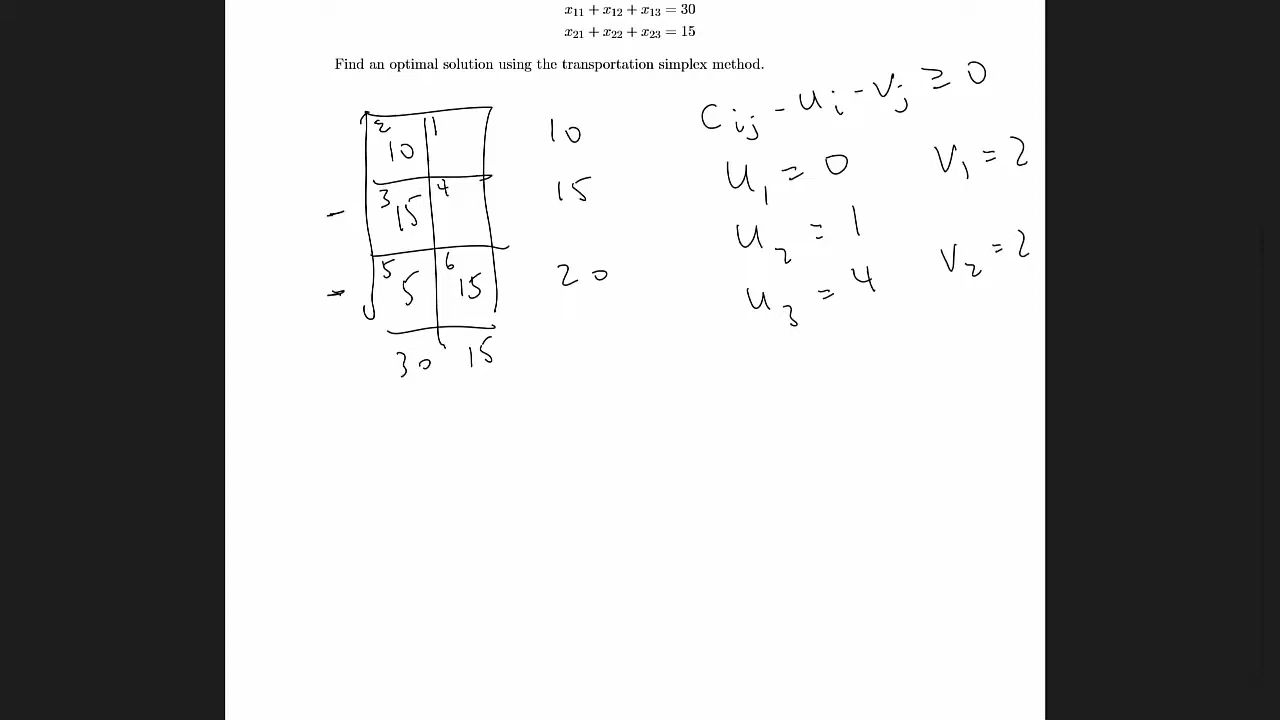 x₁₁ + x₁₂ + x₁₃ = 30
x₂₁ + x₂₂ + x₂₃ = 15
Find an optimal solution using the transportation simplex method.
Cᵢⱼ - uᵢ - vⱼ ≥ 0
2 1
10 10
u₁ = 0 v₁ = 2
3 4
- 15 15
u₂ = 1
5 6
- 5 15 20
v₂ = 2
u₃ = 4
30 15